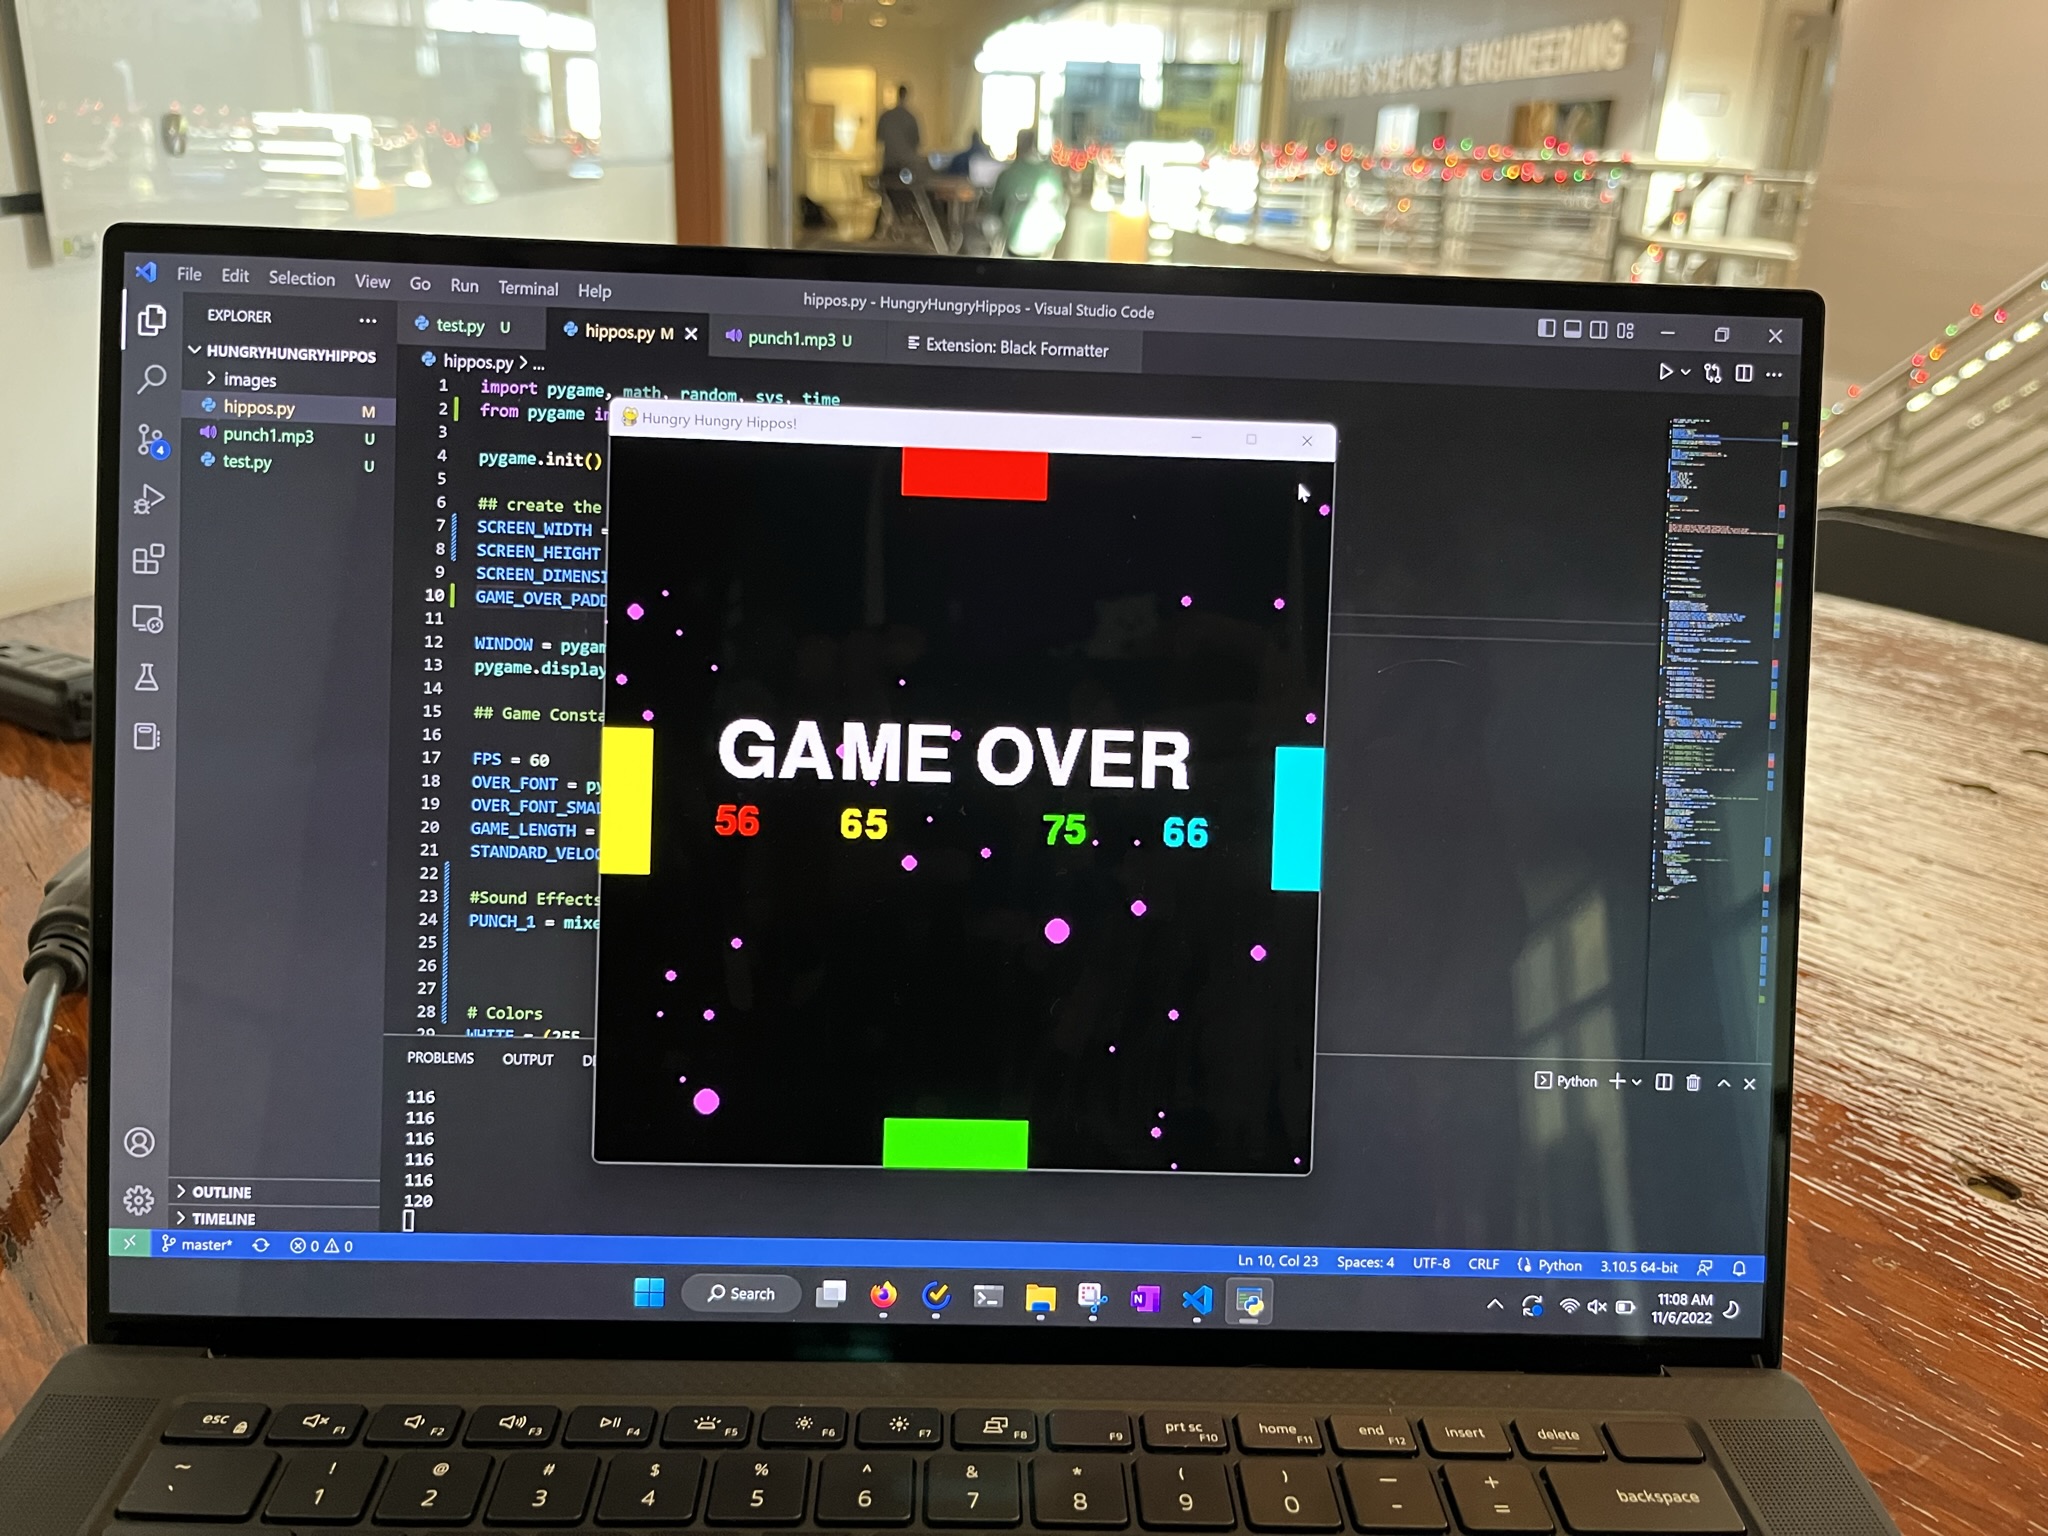 COMPUTER SCIENCE & ENGINEERING
File Edit Selection View Go Run Terminal Help
hippos.py - HungryHungryHippos - Visual Studio Code
EXPLORER
HUNGRYHUNGRYHIPPOS
images
hippos.py M
punch1.mp3 U
test.py U
OUTLINE
TIMELINE
4
test.py U
hippos.py M
punch1.mp3 U
Extension: Black Formatter
hippos.py > ...
1 import pygame, math, random, sys, time
2 from pygame
3
4 pygame.init()
5
6 ## create the
7 SCREEN_WIDTH =
8 SCREEN_HEIGHT
9 SCREEN_DIMENSI
10 GAME_OVER_PADD
11
12 WINDOW = pygam
13 pygame.display
14
15 ## Game Consta
16
17 FPS = 60
18 OVER_FONT = py
19 OVER_FONT_SMAL
20 GAME_LENGTH =
21 STANDARD_VELOC
22
23 #Sound Effects
24 PUNCH_1 = mixe
25
26
27
28 # Colors
29 WHITE = (255
Hungry Hungry Hippos!
GAME OVER
56 65 75 66
PROBLEMS OUTPUT
Python
116
116
116
116
116
120
master* 0 0
Ln 10, Col 23 Spaces: 4 UTF-8 CRLF Python 3.10.5 64-bit
Search
11:08 AM
11/6/2022
esc F1 F2 F3 F4 F5 F6 F7 F8 F9 prt sc F10 home F11 end F12 insert delete
~ ! @ # $ % ^ & * ( ) — +
` 1 2 3 4 5 6 7 8 9 0 - = backspace